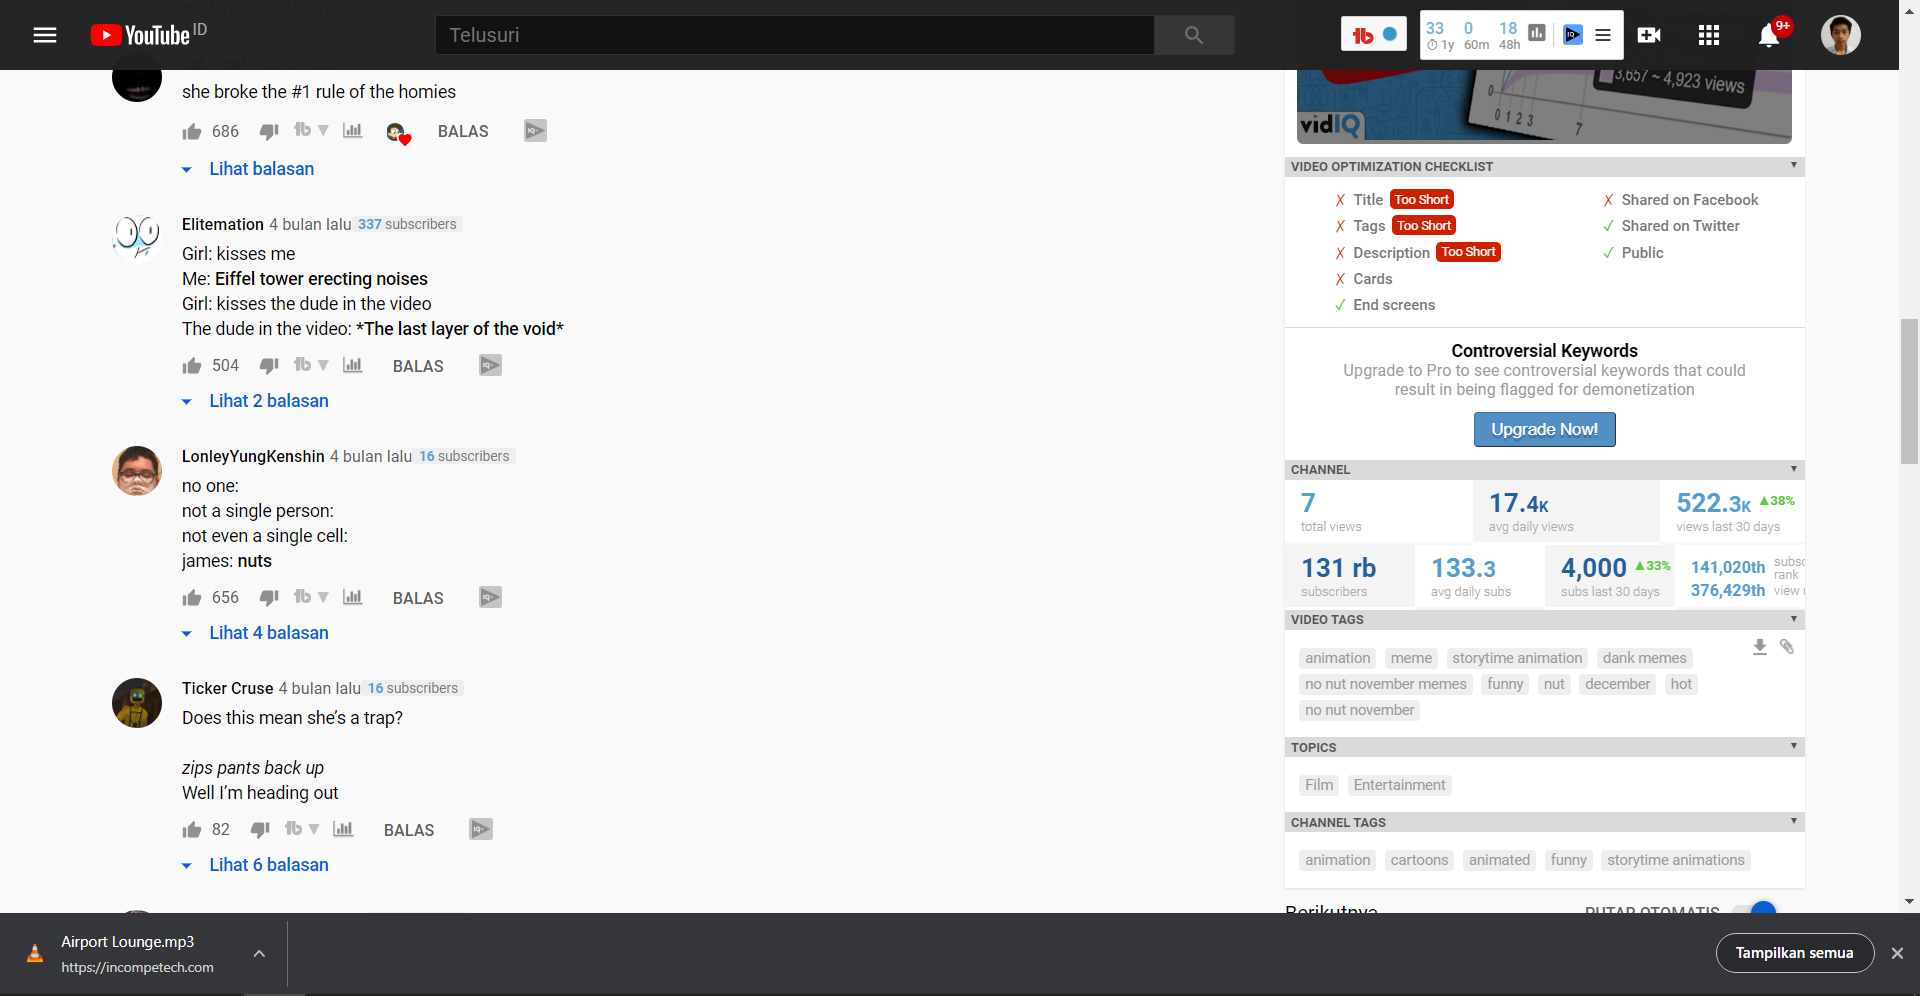 YouTube ID
Telusuri
33 0 18
1y 60m 48h
9+
she broke the #1 rule of the homies
686 BALAS
Lihat balasan
Elitemation 4 bulan lalu 337 subscribers
Girl: kisses me
Me: Eiffel tower erecting noises
Girl: kisses the dude in the video
The dude in the video: *The last layer of the void*
504 BALAS
Lihat 2 balasan
LonleyYungKenshin 4 bulan lalu 16 subscribers
no one:
not a single person:
not even a single cell:
james: nuts
656 BALAS
Lihat 4 balasan
Ticker Cruse 4 bulan lalu 16 subscribers
Does this mean she’s a trap?
zips pants back up
Well I’m heading out
82 BALAS
Lihat 6 balasan
3,657 ~ 4,923 views
0
0 1 2 3 7
vidIQ
VIDEO OPTIMIZATION CHECKLIST
✗ Title Too Short
✗ Tags Too Short
✗ Description Too Short
✗ Cards
✓ End screens
✗ Shared on Facebook
✓ Shared on Twitter
✓ Public
Controversial Keywords
Upgrade to Pro to see controversial keywords that could
result in being flagged for demonetization
Upgrade Now!
CHANNEL
7 17.4K 522.3K ▲38%
total views avg daily views views last 30 days
131 rb 133.3 4,000 ▲33%
subscribers avg daily subs subs last 30 days
141,020th rank
376,429th view
VIDEO TAGS
animation meme storytime animation dank memes
no nut november memes funny nut december hot
no nut november
TOPICS
Film Entertainment
CHANNEL TAGS
animation cartoons animated funny storytime animations
Berikutnya PUTAR OTOMATIS
Airport Lounge.mp3
https://incompetech.com
Tampilkan semua